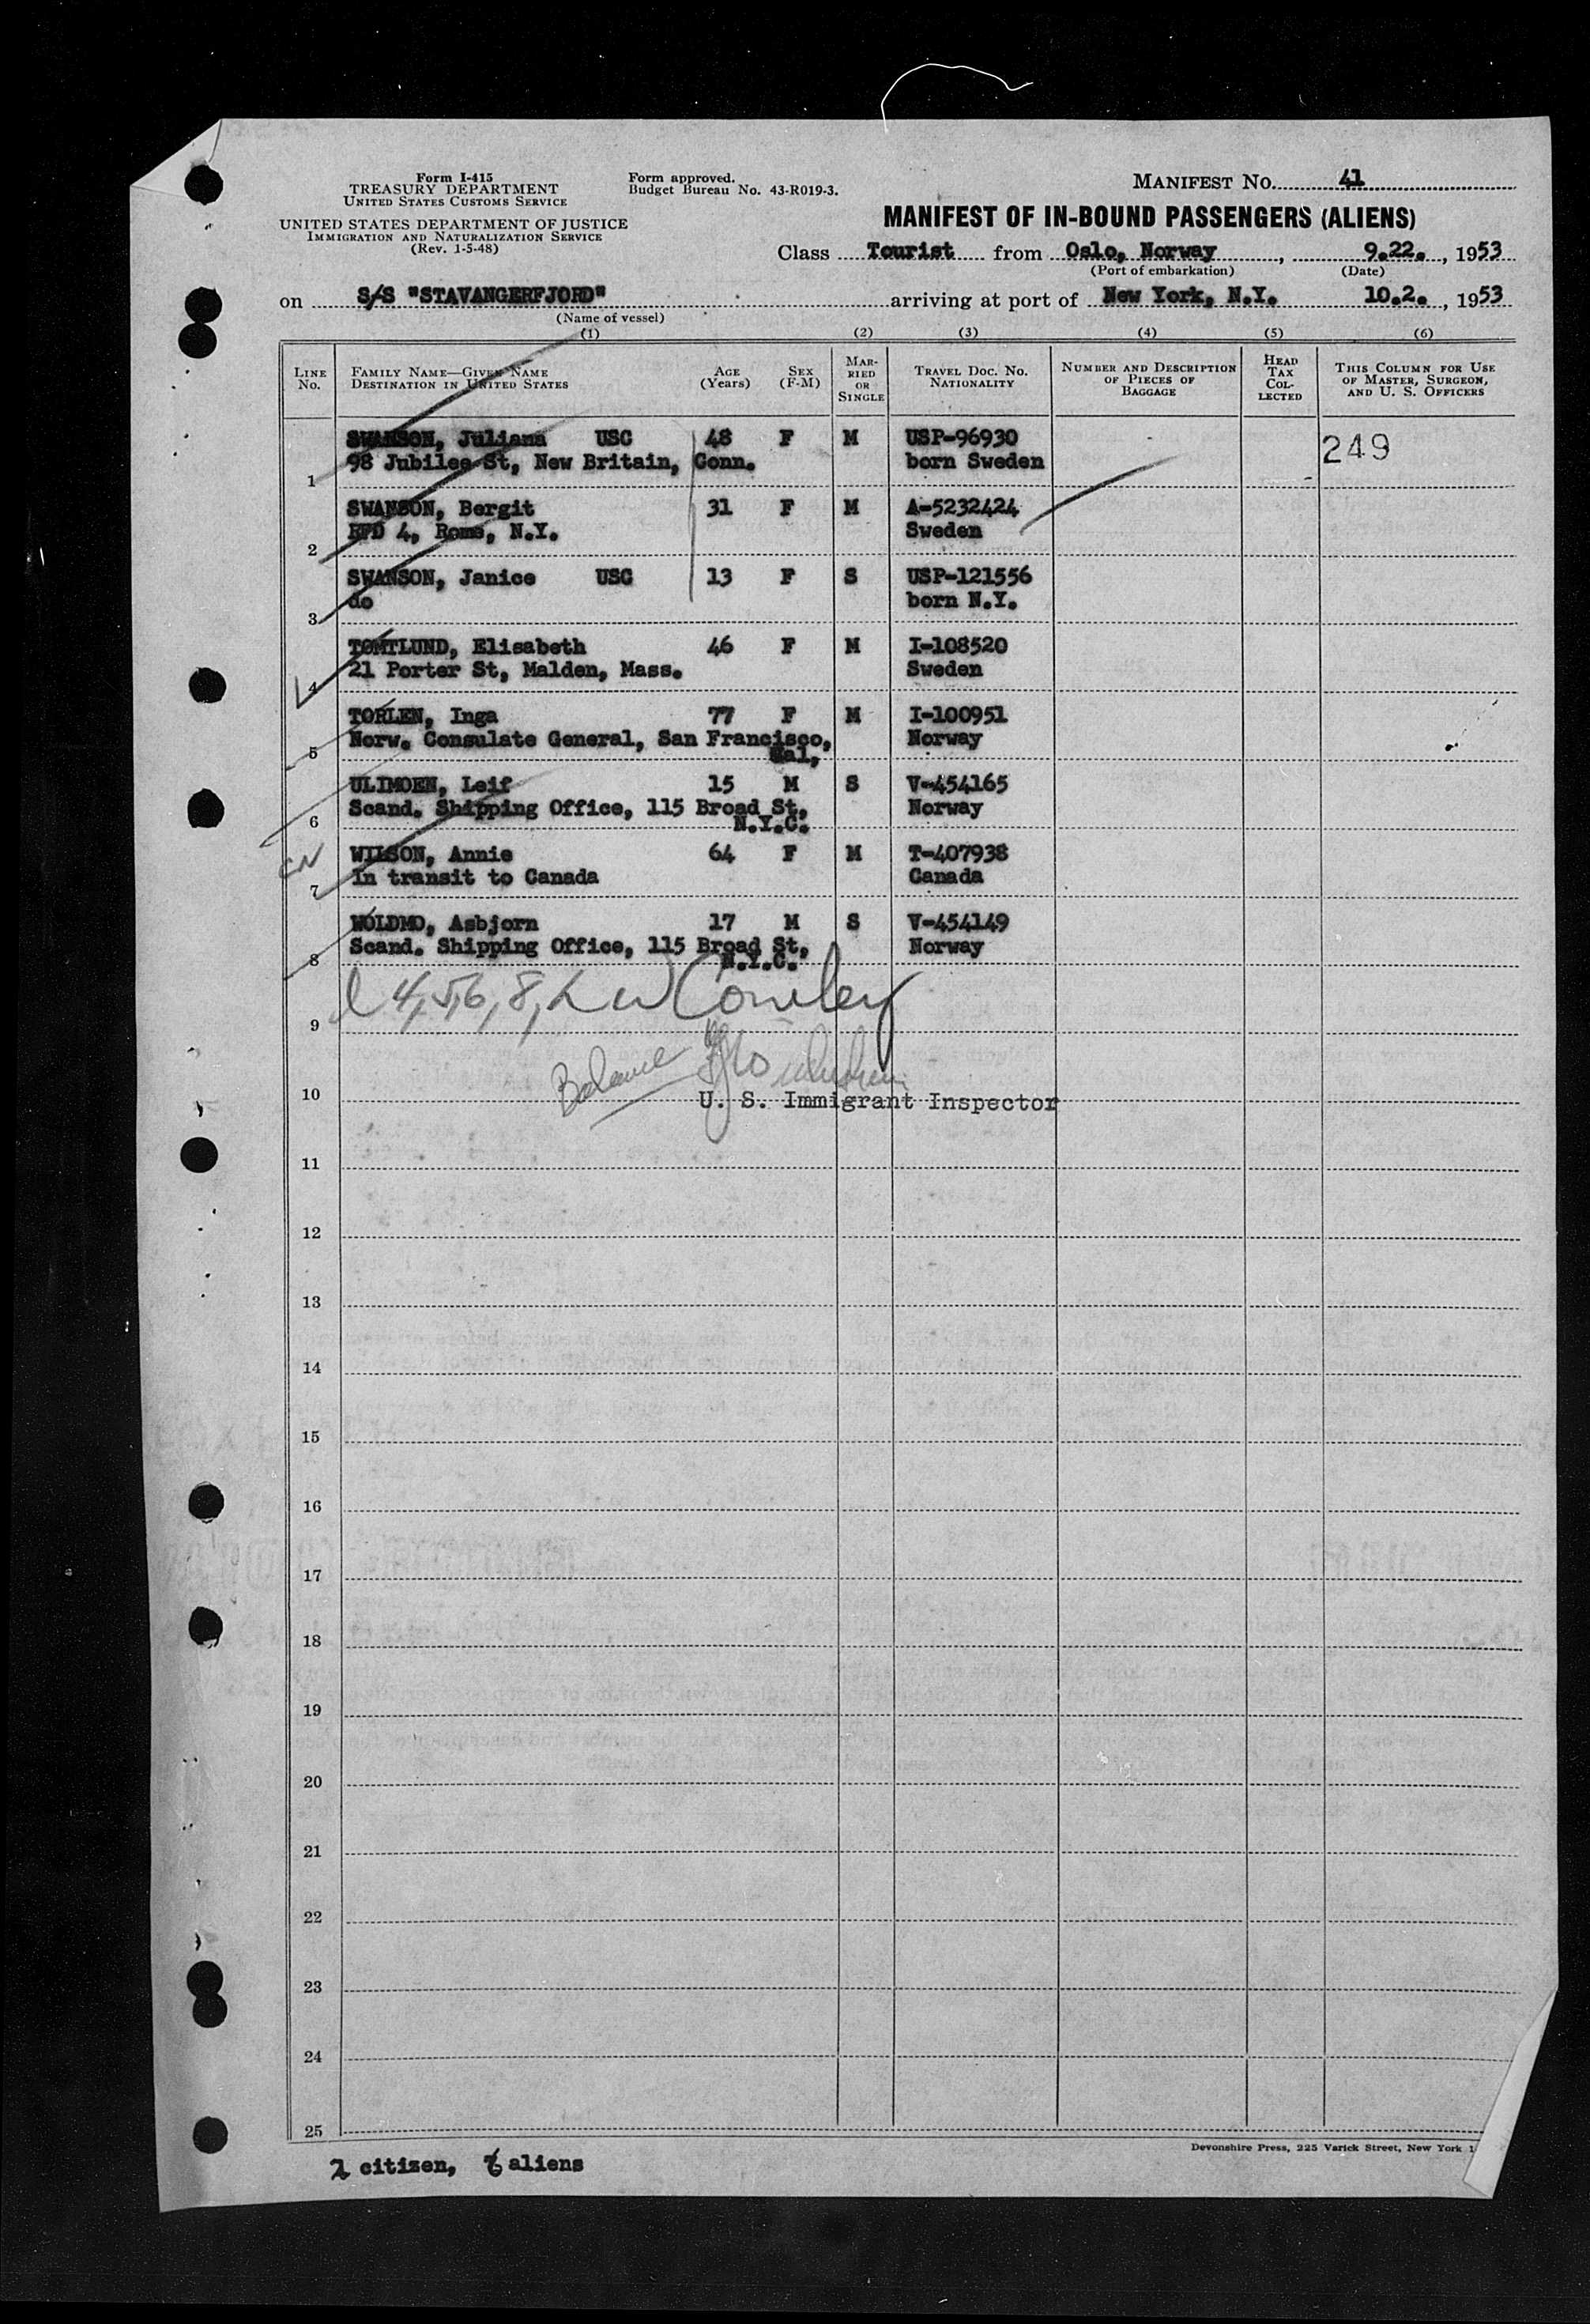 Form I-415
TREASURY DEPARTMENT
UNITED STATES CUSTOMS SERVICE
UNITED STATES DEPARTMENT OF JUSTICE
IMMIGRATION AND NATURALIZATION SERVICE
(Rev. 1-5-48)
Form approved.
Budget Bureau No. 43-R019-3.
MANIFEST NO. 41
MANIFEST OF IN-BOUND PASSENGERS (ALIENS)
Class Tourist from Oslo, Norway, 9.22., 1953
(Port of embarkation) (Date)
on S/S "STAVANGERFJORD" arriving at port of New York, N.Y. 10.2., 1953
(Name of vessel)
(1) (2) (3) (4) (5) (6)
LINE No. FAMILY NAME—GIVEN NAME DESTINATION IN UNITED STATES AGE (Years) SEX (F-M) MARRIED OR SINGLE TRAVEL DOC. NO. NATIONALITY NUMBER AND DESCRIPTION OF PIECES OF BAGGAGE HEAD TAX COLLECTED THIS COLUMN FOR USE OF MASTER, SURGEON, AND U. S. OFFICERS
SWANSON, Juliana USC 48 F M USP-96930 249
1 98 Jubilee St, New Britain, Conn. born Sweden
SWANSON, Bergit 31 F M A-5232424
2 RFD 4, Rome, N.Y. Sweden
SWANSON, Janice USC 13 F S USP-121556
3 do born N.Y.
TOMTLUND, Elisabeth 46 F M I-108520
4 21 Porter St, Malden, Mass. Sweden
TORLEN, Inga 77 F M I-100951
5 Norw. Consulate General, San Francisco, Cal, Norway
ULIMOEN, Leif 15 M S V-454165
6 Scand. Shipping Office, 115 Broad St, N.Y.C. Norway
CN WILSON, Annie 64 F M T-407938
7 In transit to Canada Canada
WOLDMO, Asbjorn 17 M S V-454149
8 Scand. Shipping Office, 115 Broad St, N.Y.C. Norway
9 l 4, 5, 6, 8, L W Conley
Balance
10 U. S. Immigrant Inspector
11
12
13
14
15
16
17
18
19
20
21
22
23
24
25
Devonshire Press, 225 Varick Street, New York 1
2 citizen, 6 aliens